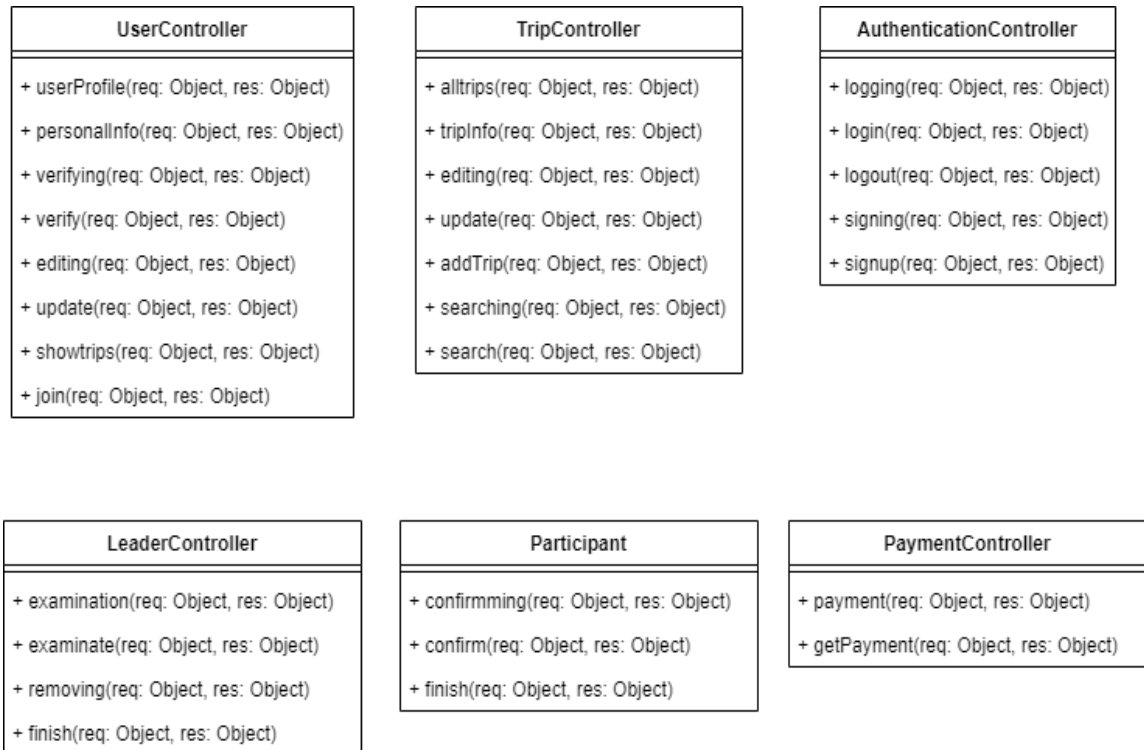 UserController
+ userProfile(req: Object, res: Object)
+ personalInfo(req: Object, res: Object)
+ verifying(req: Object, res: Object)
+ verify(req: Object, res: Object)
+ editing(req: Object, res: Object)
+ update(req: Object, res: Object)
+ showtrips(req: Object, res: Object)
+ join(req: Object, res: Object)
TripController
+ alltrips(req: Object, res: Object)
+ tripInfo(req: Object, res: Object)
+ editing(req: Object, res: Object)
+ update(req: Object, res: Object)
+ addTrip(req: Object, res: Object)
+ searching(req: Object, res: Object)
+ search(req: Object, res: Object)
AuthenticationController
+ logging(req: Object, res: Object)
+ login(req: Object, res: Object)
+ logout(req: Object, res: Object)
+ signing(req: Object, res: Object)
+ signup(req: Object, res: Object)
LeaderController
+ examination(req: Object, res: Object)
+ examinate(req: Object, res: Object)
+ removing(req: Object, res: Object)
+ finish(req: Object, res: Object)
Participant
+ confirmming(req: Object, res: Object)
+ confirm(req: Object, res: Object)
+ finish(req: Object, res: Object)
PaymentController
+ payment(req: Object, res: Object)
+ getPayment(req: Object, res: Object)